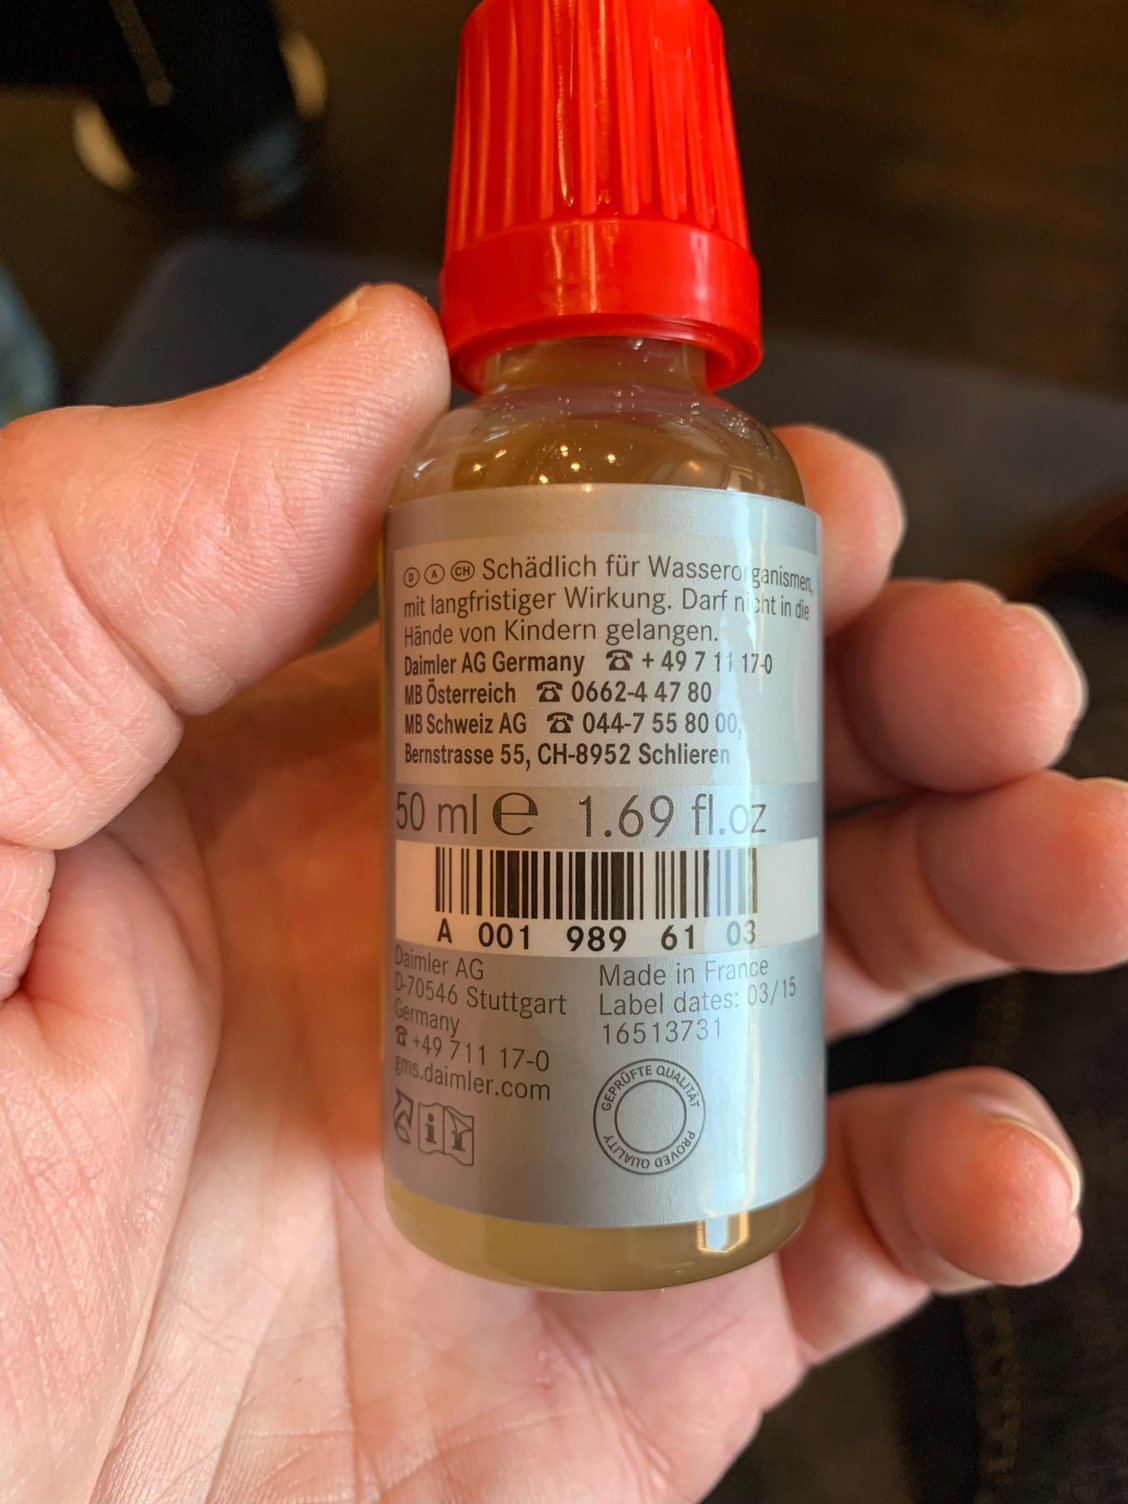 D A CH Schädlich für Wasserorganismen,
mit langfristiger Wirkung. Darf nicht in die
Hände von Kindern gelangen.
Daimler AG Germany ☎ + 49 7 11 17-0
MB Österreich ☎ 0662-4 47 80
MB Schweiz AG ☎ 044-7 55 80 00,
Bernstrasse 55, CH-8952 Schlieren
50 ml e 1.69 fl.oz
A 001 989 61 03
Daimler AG
D-70546 Stuttgart
Germany
☎ +49 711 17-0
gms.daimler.com
Made in France
Label dates: 03/15
16513731
GEPRÜFTE QUALITÄT
PROVED QUALITY